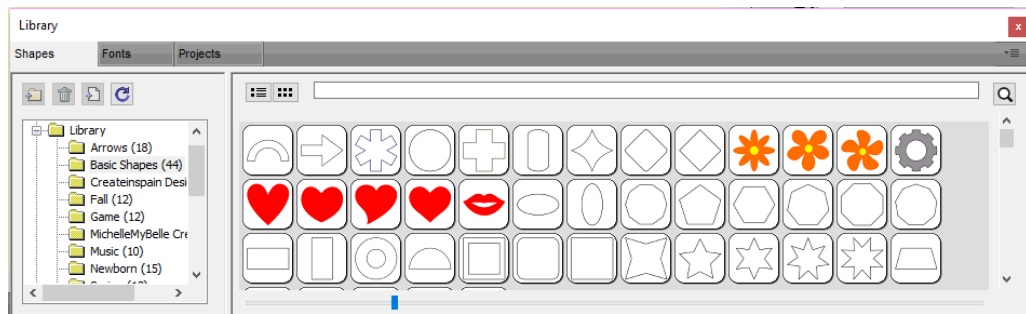 Library
Shapes Fonts Projects
Library
Arrows (18)
Basic Shapes (44)
Createinspain Desi
Fall (12)
Game (12)
MichelleMyBelle Cre
Music (10)
Newborn (15)